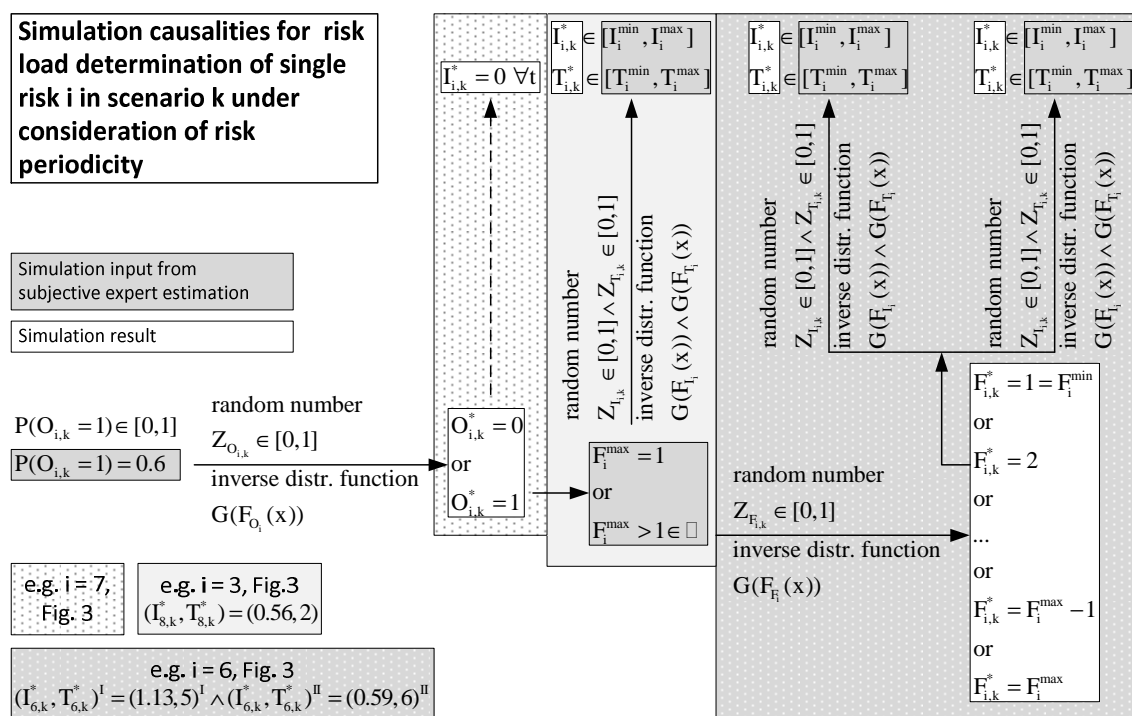 Simulation causalities for risk
load determination of single
risk i in scenario k under
consideration of risk
periodicity
Simulation input from
subjective expert estimation
Simulation result
P(O_{i,k} = 1) ∈ [0,1]
P(O_{i,k} = 1) = 0.6
random number
Z_{O_{i,k}} ∈ [0,1]
inverse distr. function
G(F_{O_i}(x))
I*_{i,k} = 0 ∀t
O*_{i,k} = 0
or
O*_{i,k} = 1
I*_{i,k} ∈ [I_i^{min}, I_i^{max}]
T*_{i,k} ∈ [T_i^{min}, T_i^{max}]
random number
Z_{I_{i,k}} ∈ [0,1] ∧ Z_{T_{i,k}} ∈ [0,1]
inverse distr. function
G(F_{I_i}(x)) ∧ G(F_{T_i}(x))
F_i^{max} = 1
or
F_i^{max} > 1 ∈ □
random number
Z_{F_{i,k}} ∈ [0,1]
inverse distr. function
G(F_{F_i}(x))
I*_{i,k} ∈ [I_i^{min}, I_i^{max}]
T*_{i,k} ∈ [T_i^{min}, T_i^{max}]
random number
Z_{I_{i,k}} ∈ [0,1] ∧ Z_{T_{i,k}} ∈ [0,1]
inverse distr. function
G(F_{I_i}(x)) ∧ G(F_{T_i}(x))
I*_{i,k} ∈ [I_i^{min}, I_i^{max}]
T*_{i,k} ∈ [T_i^{min}, T_i^{max}]
random number
Z_{I_{i,k}} ∈ [0,1] ∧ Z_{T_{i,k}} ∈ [0,1]
inverse distr. function
G(F_{I_i}(x)) ∧ G(F_{T_i}(x))
F*_{i,k} = 1 = F_i^{min}
or
F*_{i,k} = 2
or
...
or
F*_{i,k} = F_i^{max} − 1
or
F*_{i,k} = F_i^{max}
e.g. i = 7,
Fig. 3
e.g. i = 3, Fig.3
(I*_{8,k}, T*_{8,k}) = (0.56, 2)
e.g. i = 6, Fig. 3
(I*_{6,k}, T*_{6,k})^I = (1.13, 5)^I ∧ (I*_{6,k}, T*_{6,k})^{II} = (0.59, 6)^{II}